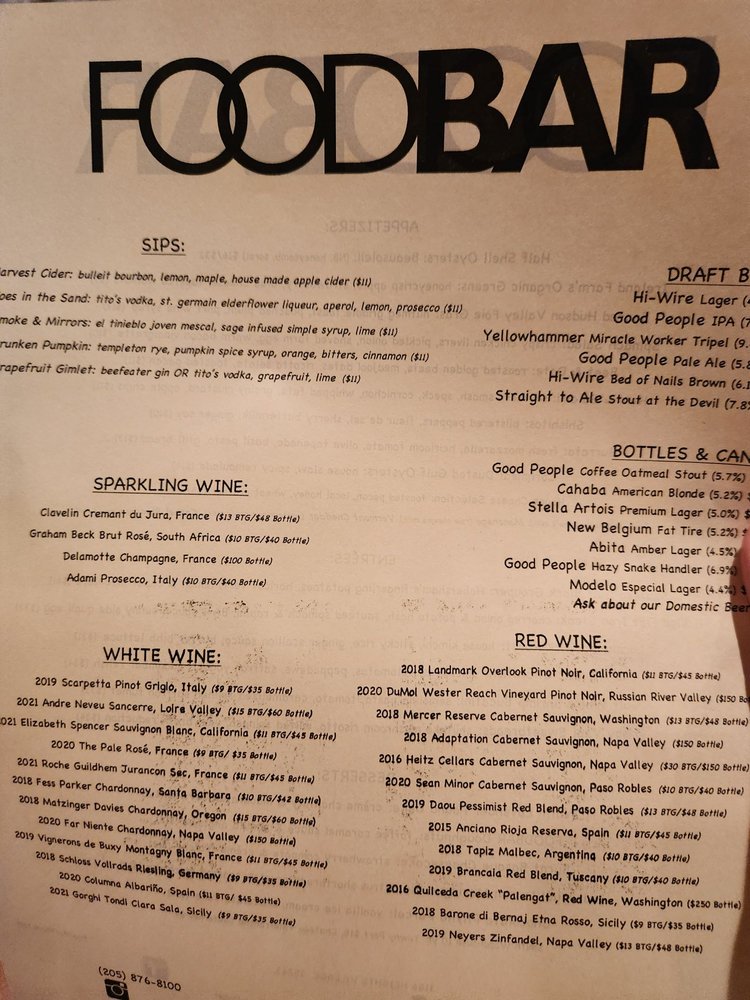 FOODBAR
SIPS:
arvest Cider: bulleit bourbon, lemon, maple, house made apple cider ($11)
oes in the Sand: tito's vodka, st. germain elderflower liqueur, aperol, lemon, prosecco ($11)
moke & Mirrors: el tinieblo joven mescal, sage infused simple syrup, lime ($11)
runken Pumpkin: templeton rye, pumpkin spice syrup, orange, bitters, cinnamon ($11)
rapefruit Gimlet: beefeater gin OR tito's vodka, grapefruit, lime ($11)
DRAFT B
Hi-Wire Lager (4
Good People IPA (7
Yellowhammer Miracle Worker Tripel (9.
Good People Pale Ale (5.8
Hi-Wire Bed of Nails Brown (6.1
Straight to Ale Stout at the Devil (7.8%
SPARKLING WINE:
Clavelin Cremant du Jura, France ($13 BTG/$48 Bottle)
Graham Beck Brut Rosé, South Africa ($10 BTG/$40 Bottle)
Delamotte Champagne, France ($100 Bottle)
Adami Prosecco, Italy ($10 BTG/$40 Bottle)
BOTTLES & CAN
Good People Coffee Oatmeal Stout (5.7%)
Cahaba American Blonde (5.2%) $
Stella Artois Premium Lager (5.0%) $
New Belgium Fat Tire (5.2%) $
Abita Amber Lager (4.5%)
Good People Hazy Snake Handler (6.9%)
Modelo Especial Lager (4.4%) $
Ask about our Domestic Beer
WHITE WINE:
2019 Scarpetta Pinot Grigio, Italy ($9 BTG/$35 Bottle)
2021 Andre Neveu Sancerre, Loire Valley ($15 BTG/$60 Bottle)
021 Elizabeth Spencer Sauvignon Blanc, California ($11 BTG/$45 Bottle)
2020 The Pale Rosé, France ($9 BTG/ $35 Bottle)
2021 Roche Guildhem Jurancon Sec, France ($11 BTG/ $45 Bottle)
2018 Fess Parker Chardonnay, Santa Barbara ($10 BTG/$42 Bottle)
2018 Matzinger Davies Chardonnay, Oregon ($15 BTG/$60 Bottle)
2020 Far Niente Chardonnay, Napa Valley ($150 Bottle)
2019 Vignerons de Buxy Montagny Blanc, France ($11 BTG/$45 Bottle)
2018 Schloss Vollrads Riesling, Germany ($9 BTG/$35 Bottle)
2020 Columna Albariño, Spain ($11 BTG/ $45 Bottle)
2021 Gorghi Tondi Clara Sala, Sicily ($9 BTG/$35 Bottle)
RED WINE:
2018 Landmark Overlook Pinot Noir, California ($11 BTG/$45 Bottle)
2020 DuMol Wester Reach Vineyard Pinot Noir, Russian River Valley ($150 Bo
2018 Mercer Reserve Cabernet Sauvignon, Washington ($13 BTG/$48 Bottle)
2018 Adaptation Cabernet Sauvignon, Napa Valley ($150 Bottle)
2016 Heitz Cellars Cabernet Sauvignon, Napa Valley ($30 BTG/$150 Bottle)
2020 Sean Minor Cabernet Sauvignon, Paso Robles ($10 BTG/$40 Bottle)
2019 Daou Pessimist Red Blend, Paso Robles ($13 BTG/$48 Bottle)
2015 Anciano Rioja Reserva, Spain ($11 BTG/$45 Bottle)
2018 Tapiz Malbec, Argentina ($10 BTG/$40 Bottle)
2019 Brancaia Red Blend, Tuscany ($10 BTG/$40 Bottle)
2016 Quilceda Creek "Palengat", Red Wine, Washington ($250 Bottle)
2018 Barone di Bernaj Etna Rosso, Sicily ($9 BTG/$35 Bottle)
2019 Neyers Zinfandel, Napa Valley ($13 BTG/$48 Bottle)
(205) 876-8100